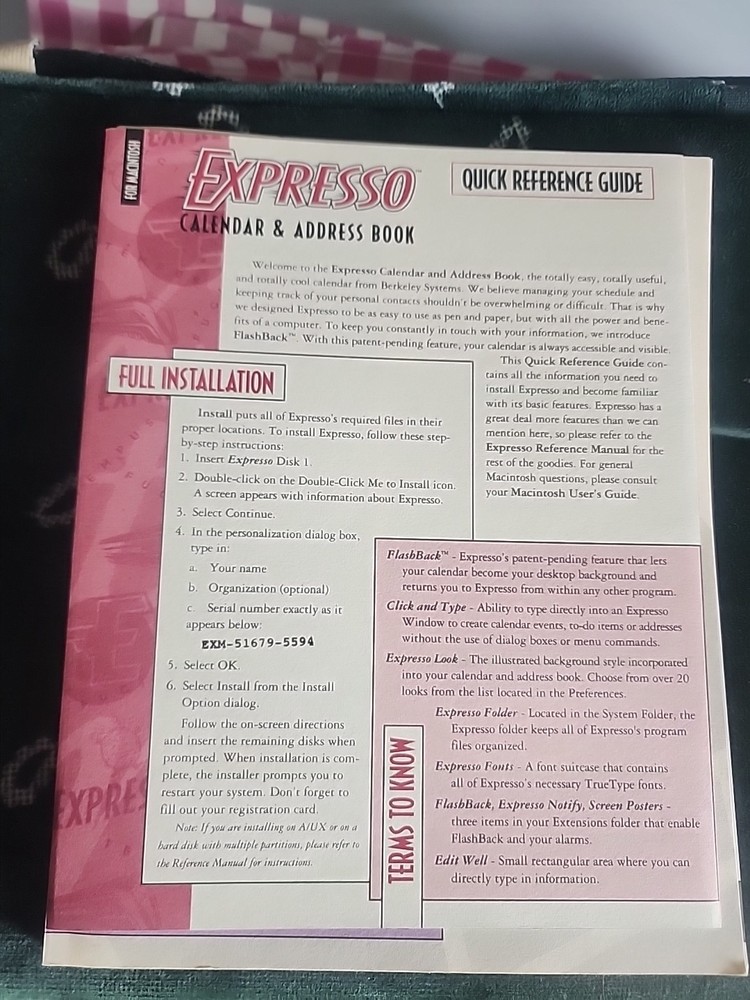 FOR MACINTOSH
EXPRESSO™
CALENDAR & ADDRESS BOOK
QUICK REFERENCE GUIDE
Welcome to the Expresso Calendar and Address Book, the totally easy, totally useful,
and totally cool calendar from Berkeley Systems. We believe managing your schedule and
keeping track of your personal contacts shouldn't be overwhelming or difficult. That is why
we designed Expresso to be as easy to use as pen and paper, but with all the power and bene-
fits of a computer. To keep you constantly in touch with your information, we introduce
FlashBack™. With this patent-pending feature, your calendar is always accessible and visible.
This Quick Reference Guide con-
tains all the information you need to
install Expresso and become familiar
with its basic features. Expresso has a
great deal more features than we can
mention here, so please refer to the
Expresso Reference Manual for the
rest of the goodies. For general
Macintosh questions, please consult
your Macintosh User's Guide.
FULL INSTALLATION
Install puts all of Expresso's required files in their
proper locations. To install Expresso, follow these step-
by-step instructions:
1. Insert Expresso Disk 1.
2. Double-click on the Double-Click Me to Install icon.
A screen appears with information about Expresso.
3. Select Continue.
4. In the personalization dialog box,
type in:
a. Your name
b. Organization (optional)
c. Serial number exactly as it
appears below:
EXM-51679-5594
5. Select OK.
6. Select Install from the Install
Option dialog.
Follow the on-screen directions
and insert the remaining disks when
prompted. When installation is com-
plete, the installer prompts you to
restart your system. Don't forget to
fill out your registration card.
Note: If you are installing on A/UX or on a
hard disk with multiple partitions, please refer to
the Reference Manual for instructions.
TERMS TO KNOW
FlashBack™ - Expresso's patent-pending feature that lets
your calendar become your desktop background and
returns you to Expresso from within any other program.
Click and Type - Ability to type directly into an Expresso
Window to create calendar events, to-do items or addresses
without the use of dialog boxes or menu commands.
Expresso Look - The illustrated background style incorporated
into your calendar and address book. Choose from over 20
looks from the list located in the Preferences.
Expresso Folder - Located in the System Folder, the
Expresso folder keeps all of Expresso's program
files organized.
Expresso Fonts - A font suitcase that contains
all of Expresso's necessary TrueType fonts.
FlashBack, Expresso Notify, Screen Posters -
three items in your Extensions folder that enable
FlashBack and your alarms.
Edit Well - Small rectangular area where you can
directly type in information.
EXPRES